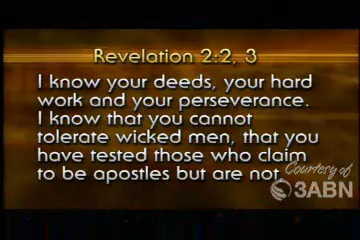 Revelation 2:2, 3
I know your deeds, your hard
work and your perseverance.
I know that you cannot
tolerate wicked men, that you
have tested those who claim
to be apostles but are not
Courtesy of
3ABN